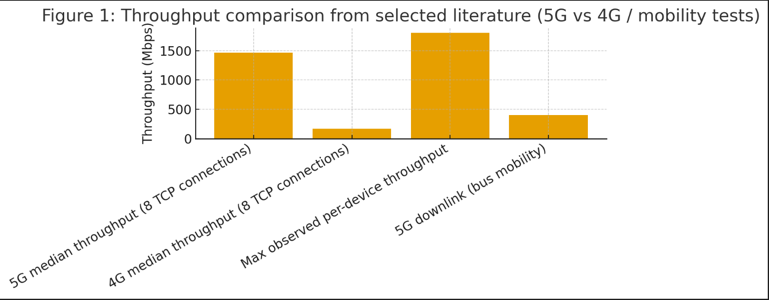 Figure 1: Throughput comparison from selected literature (5G vs 4G / mobility tests)
Throughput (Mbps)
1500
1000
500
0
5G median throughput (8 TCP connections)
4G median throughput (8 TCP connections)
Max observed per-device throughput
5G downlink (bus mobility)